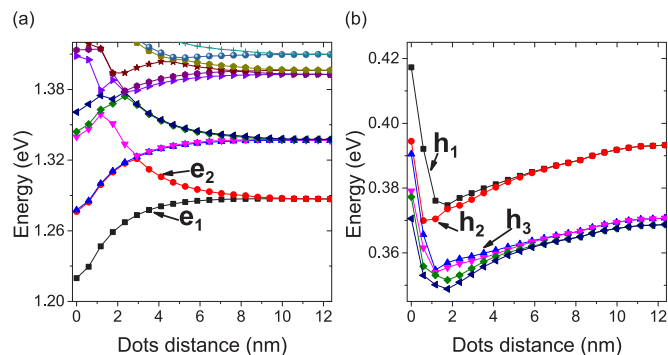 (a)
Energy (eV)
1.38
1.32
1.26
1.20
e2
e1
0 2 4 6 8 10 12
Dots distance (nm)
(b)
Energy (eV)
0.42
0.40
0.38
0.36
h1
h2
h3
0 2 4 6 8 10 12
Dots distance (nm)